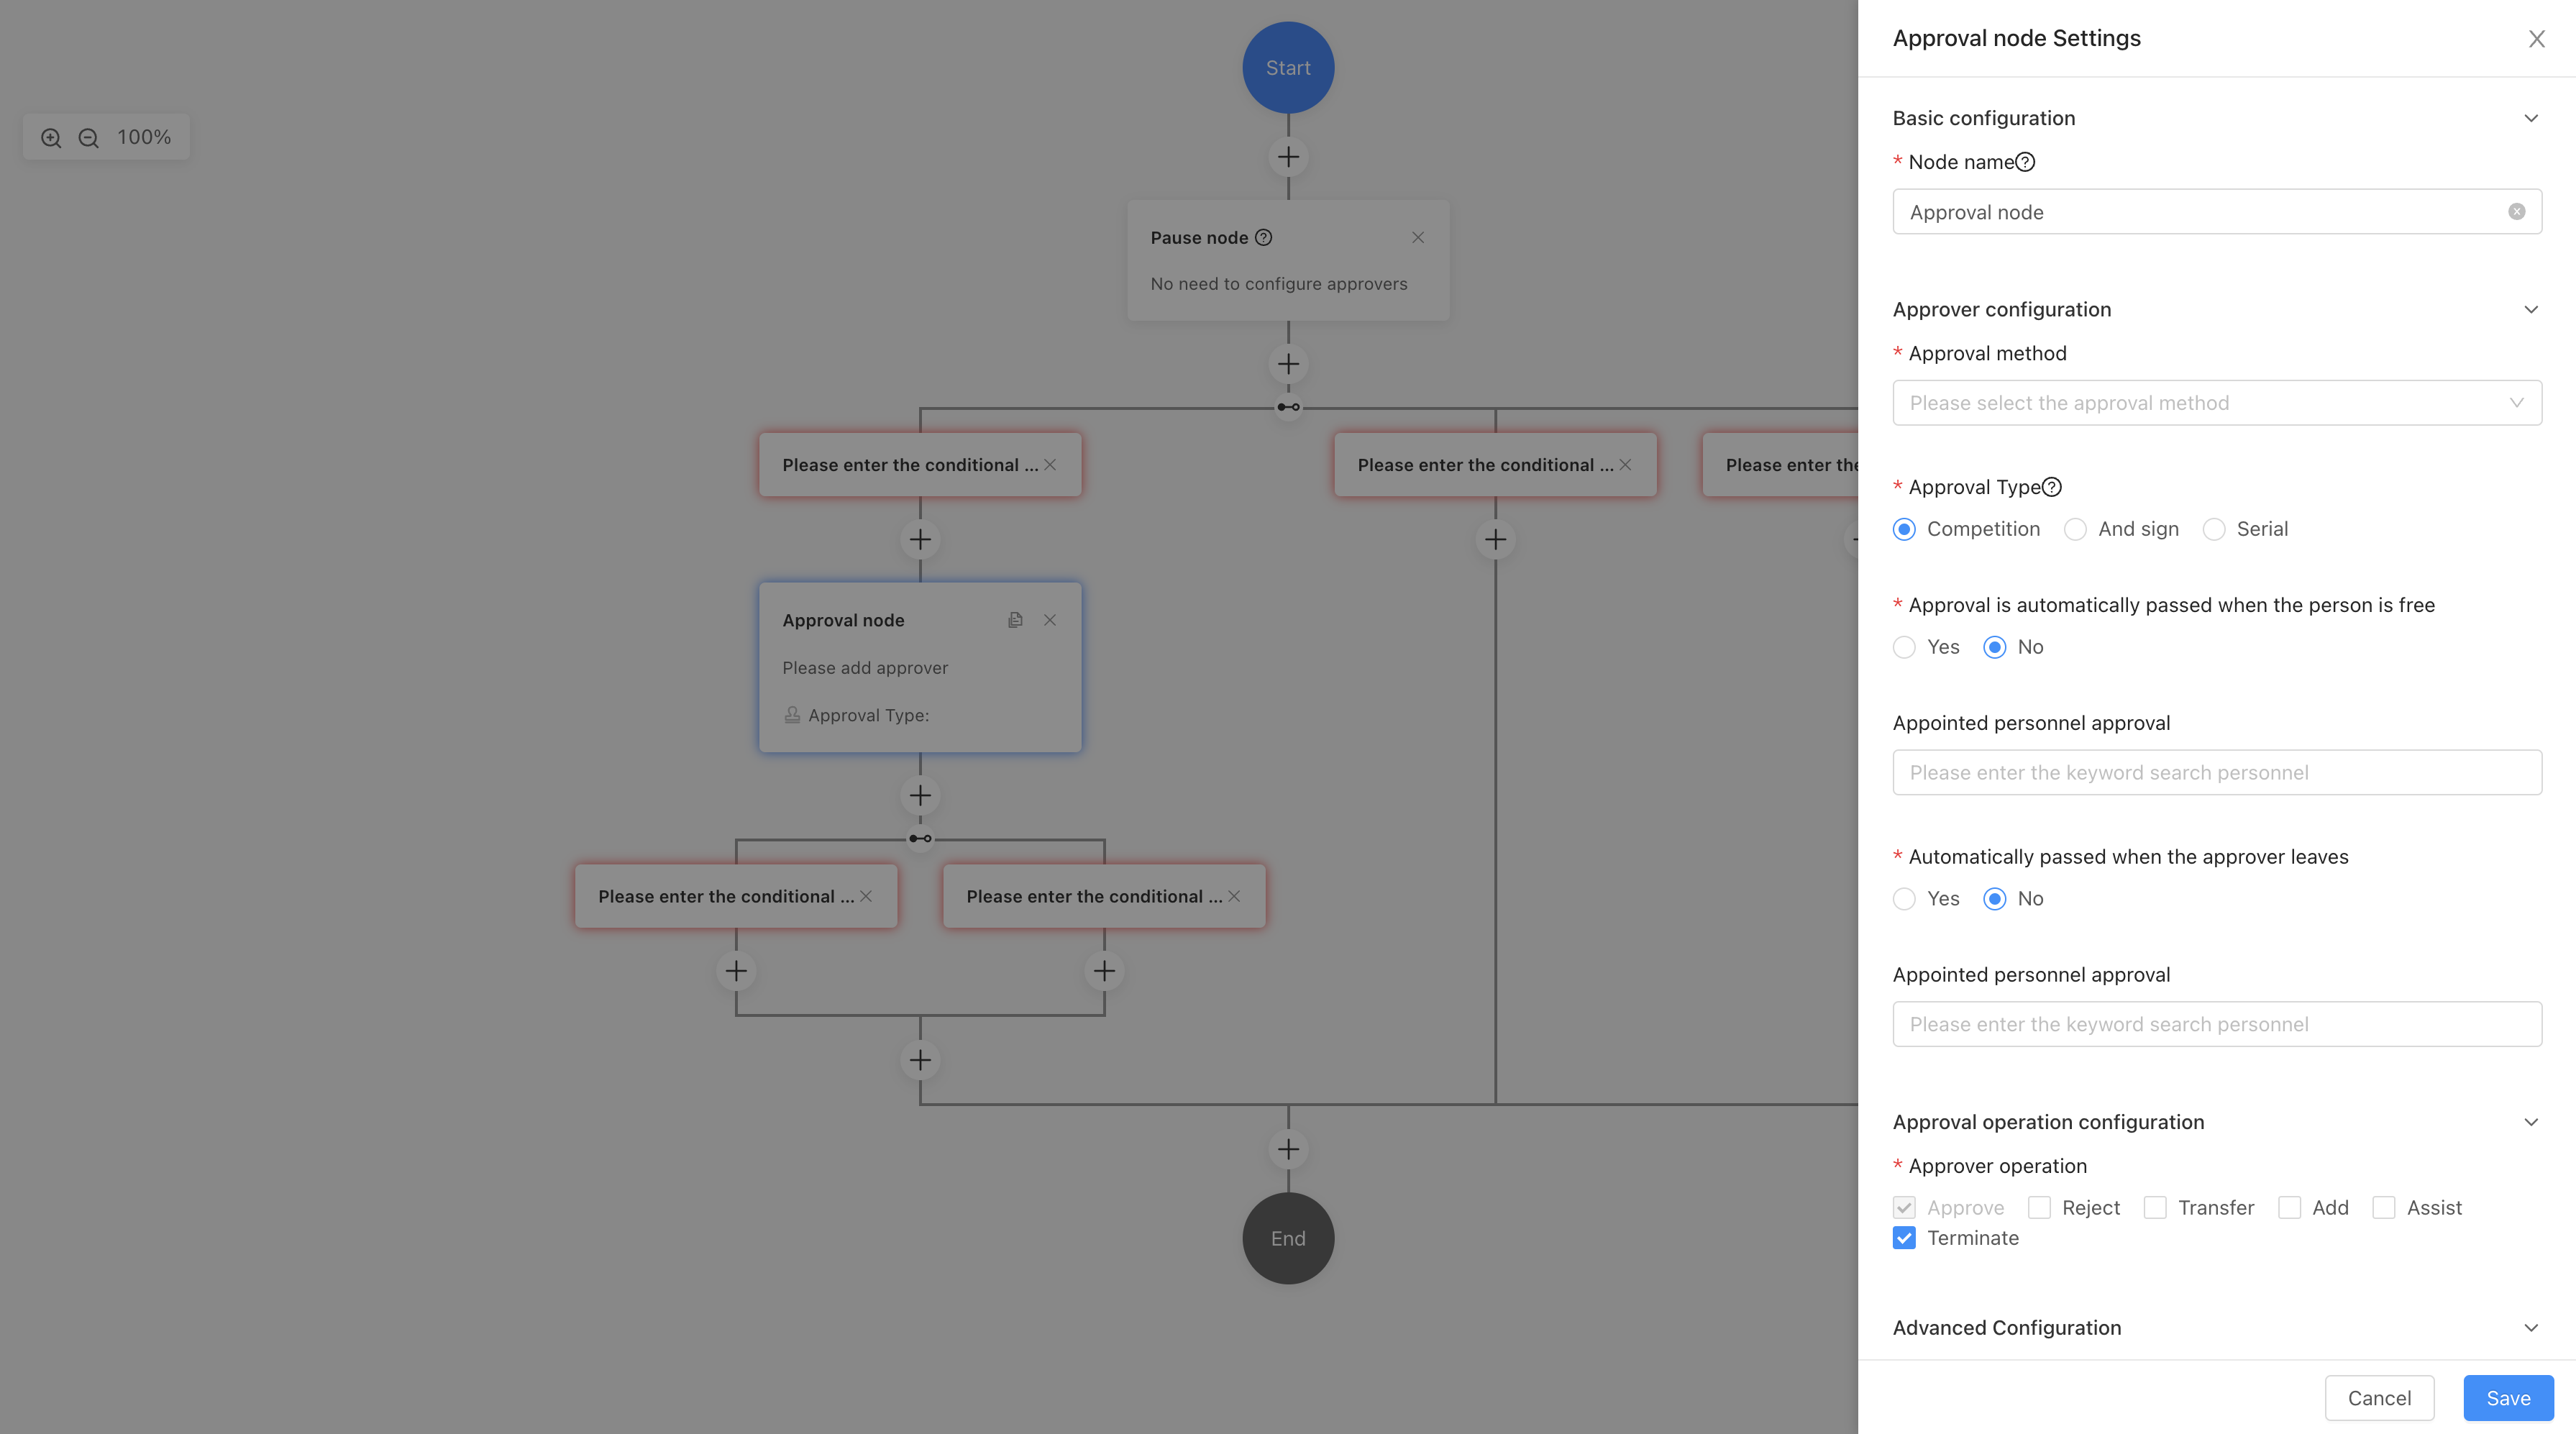 Start
100%
Pause node
No need to configure approvers
Please enter the conditional ...
Please enter the conditional ...
Please enter the
Approval node
Please add approver
Approval Type:
Please enter the conditional ...
Please enter the conditional ...
End
Approval node Settings
Basic configuration
* Node name
Approval node
Approver configuration
* Approval method
Please select the approval method
* Approval Type
Competition And sign Serial
* Approval is automatically passed when the person is free
Yes No
Appointed personnel approval
Please enter the keyword search personnel
* Automatically passed when the approver leaves
Yes No
Appointed personnel approval
Please enter the keyword search personnel
Approval operation configuration
* Approver operation
Approve Reject Transfer Add Assist
Terminate
Advanced Configuration
Cancel Save